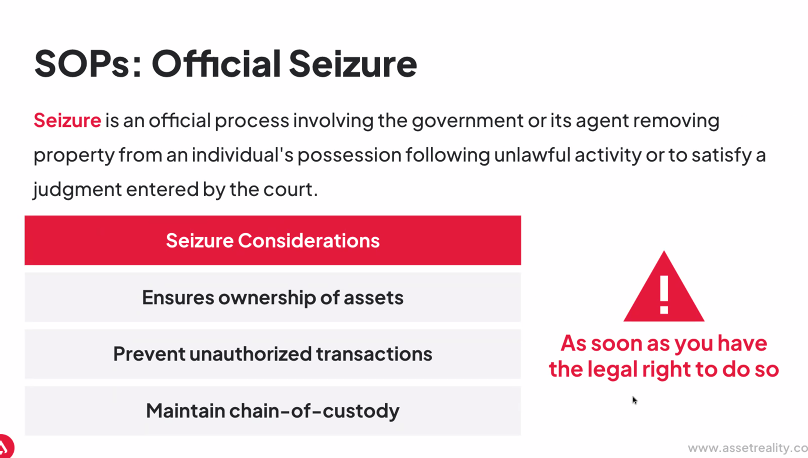 SOPs: Official Seizure
Seizure is an official process involving the government or its agent removing
property from an individual's possession following unlawful activity or to satisfy a
judgment entered by the court.
Seizure Considerations
Ensures ownership of assets
Prevent unauthorized transactions
Maintain chain-of-custody
!
As soon as you have
the legal right to do so
www.assetreality.co